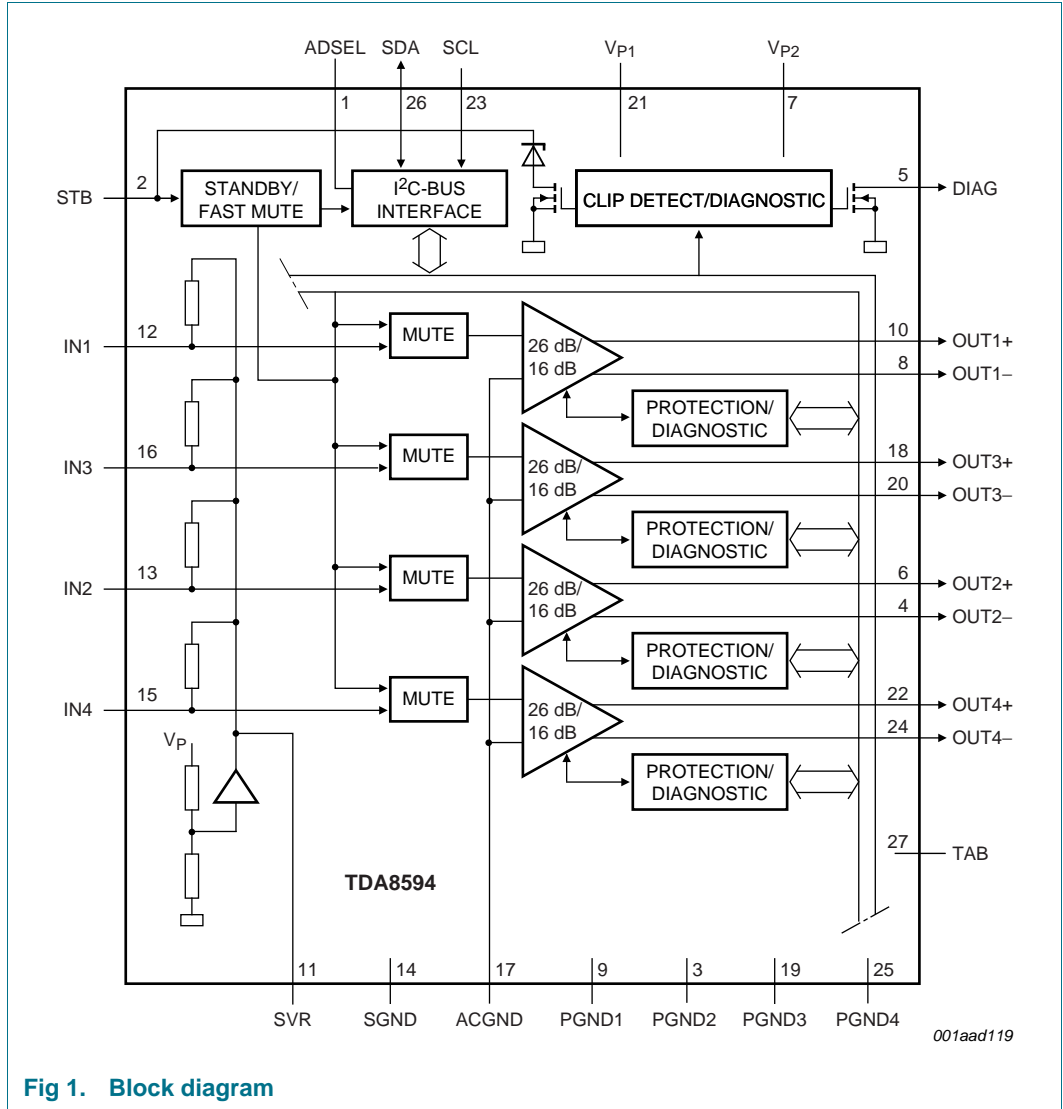 ADSEL SDA SCL VP1 VP2
1 26 23 21 7
STB 2 STANDBY/ FAST MUTE
I2C-BUS INTERFACE
CLIP DETECT/DIAGNOSTIC
5 DIAG
IN1 12 MUTE
26 dB/ 16 dB
10 OUT1+
8 OUT1−
PROTECTION/ DIAGNOSTIC
IN3 16 MUTE
26 dB/ 16 dB
18 OUT3+
20 OUT3−
PROTECTION/ DIAGNOSTIC
IN2 13 MUTE
26 dB/ 16 dB
6 OUT2+
4 OUT2−
PROTECTION/ DIAGNOSTIC
IN4 15 MUTE
26 dB/ 16 dB
22 OUT4+
24 OUT4−
PROTECTION/ DIAGNOSTIC
VP
27 TAB
TDA8594
11 14 17 9 3 19 25
SVR SGND ACGND PGND1 PGND2 PGND3 PGND4
001aad119
Fig 1. Block diagram